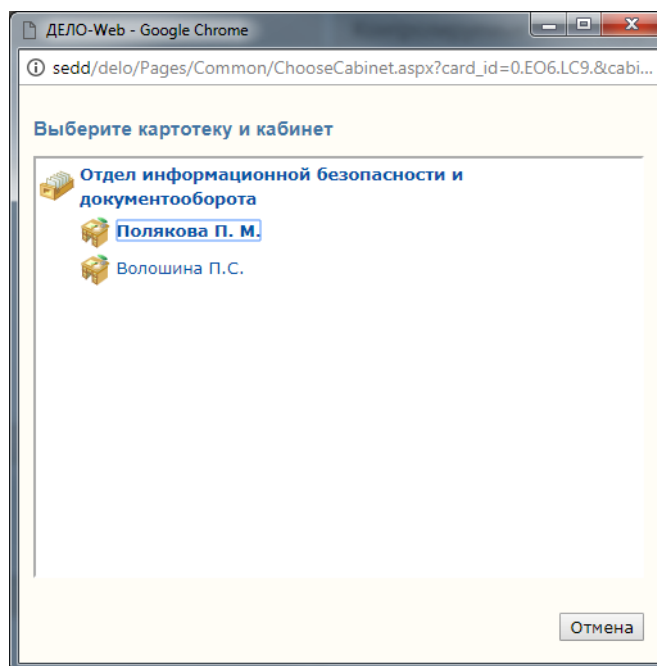 ДЕЛО-Web - Google Chrome
sedd/delo/Pages/Common/ChooseCabinet.aspx?card_id=0.EO6.LC9.&cabi...
Выберите картотеку и кабинет
Отдел информационной безопасности и
документооборота
Полякова П. М.
Волошина П.С.
Отмена